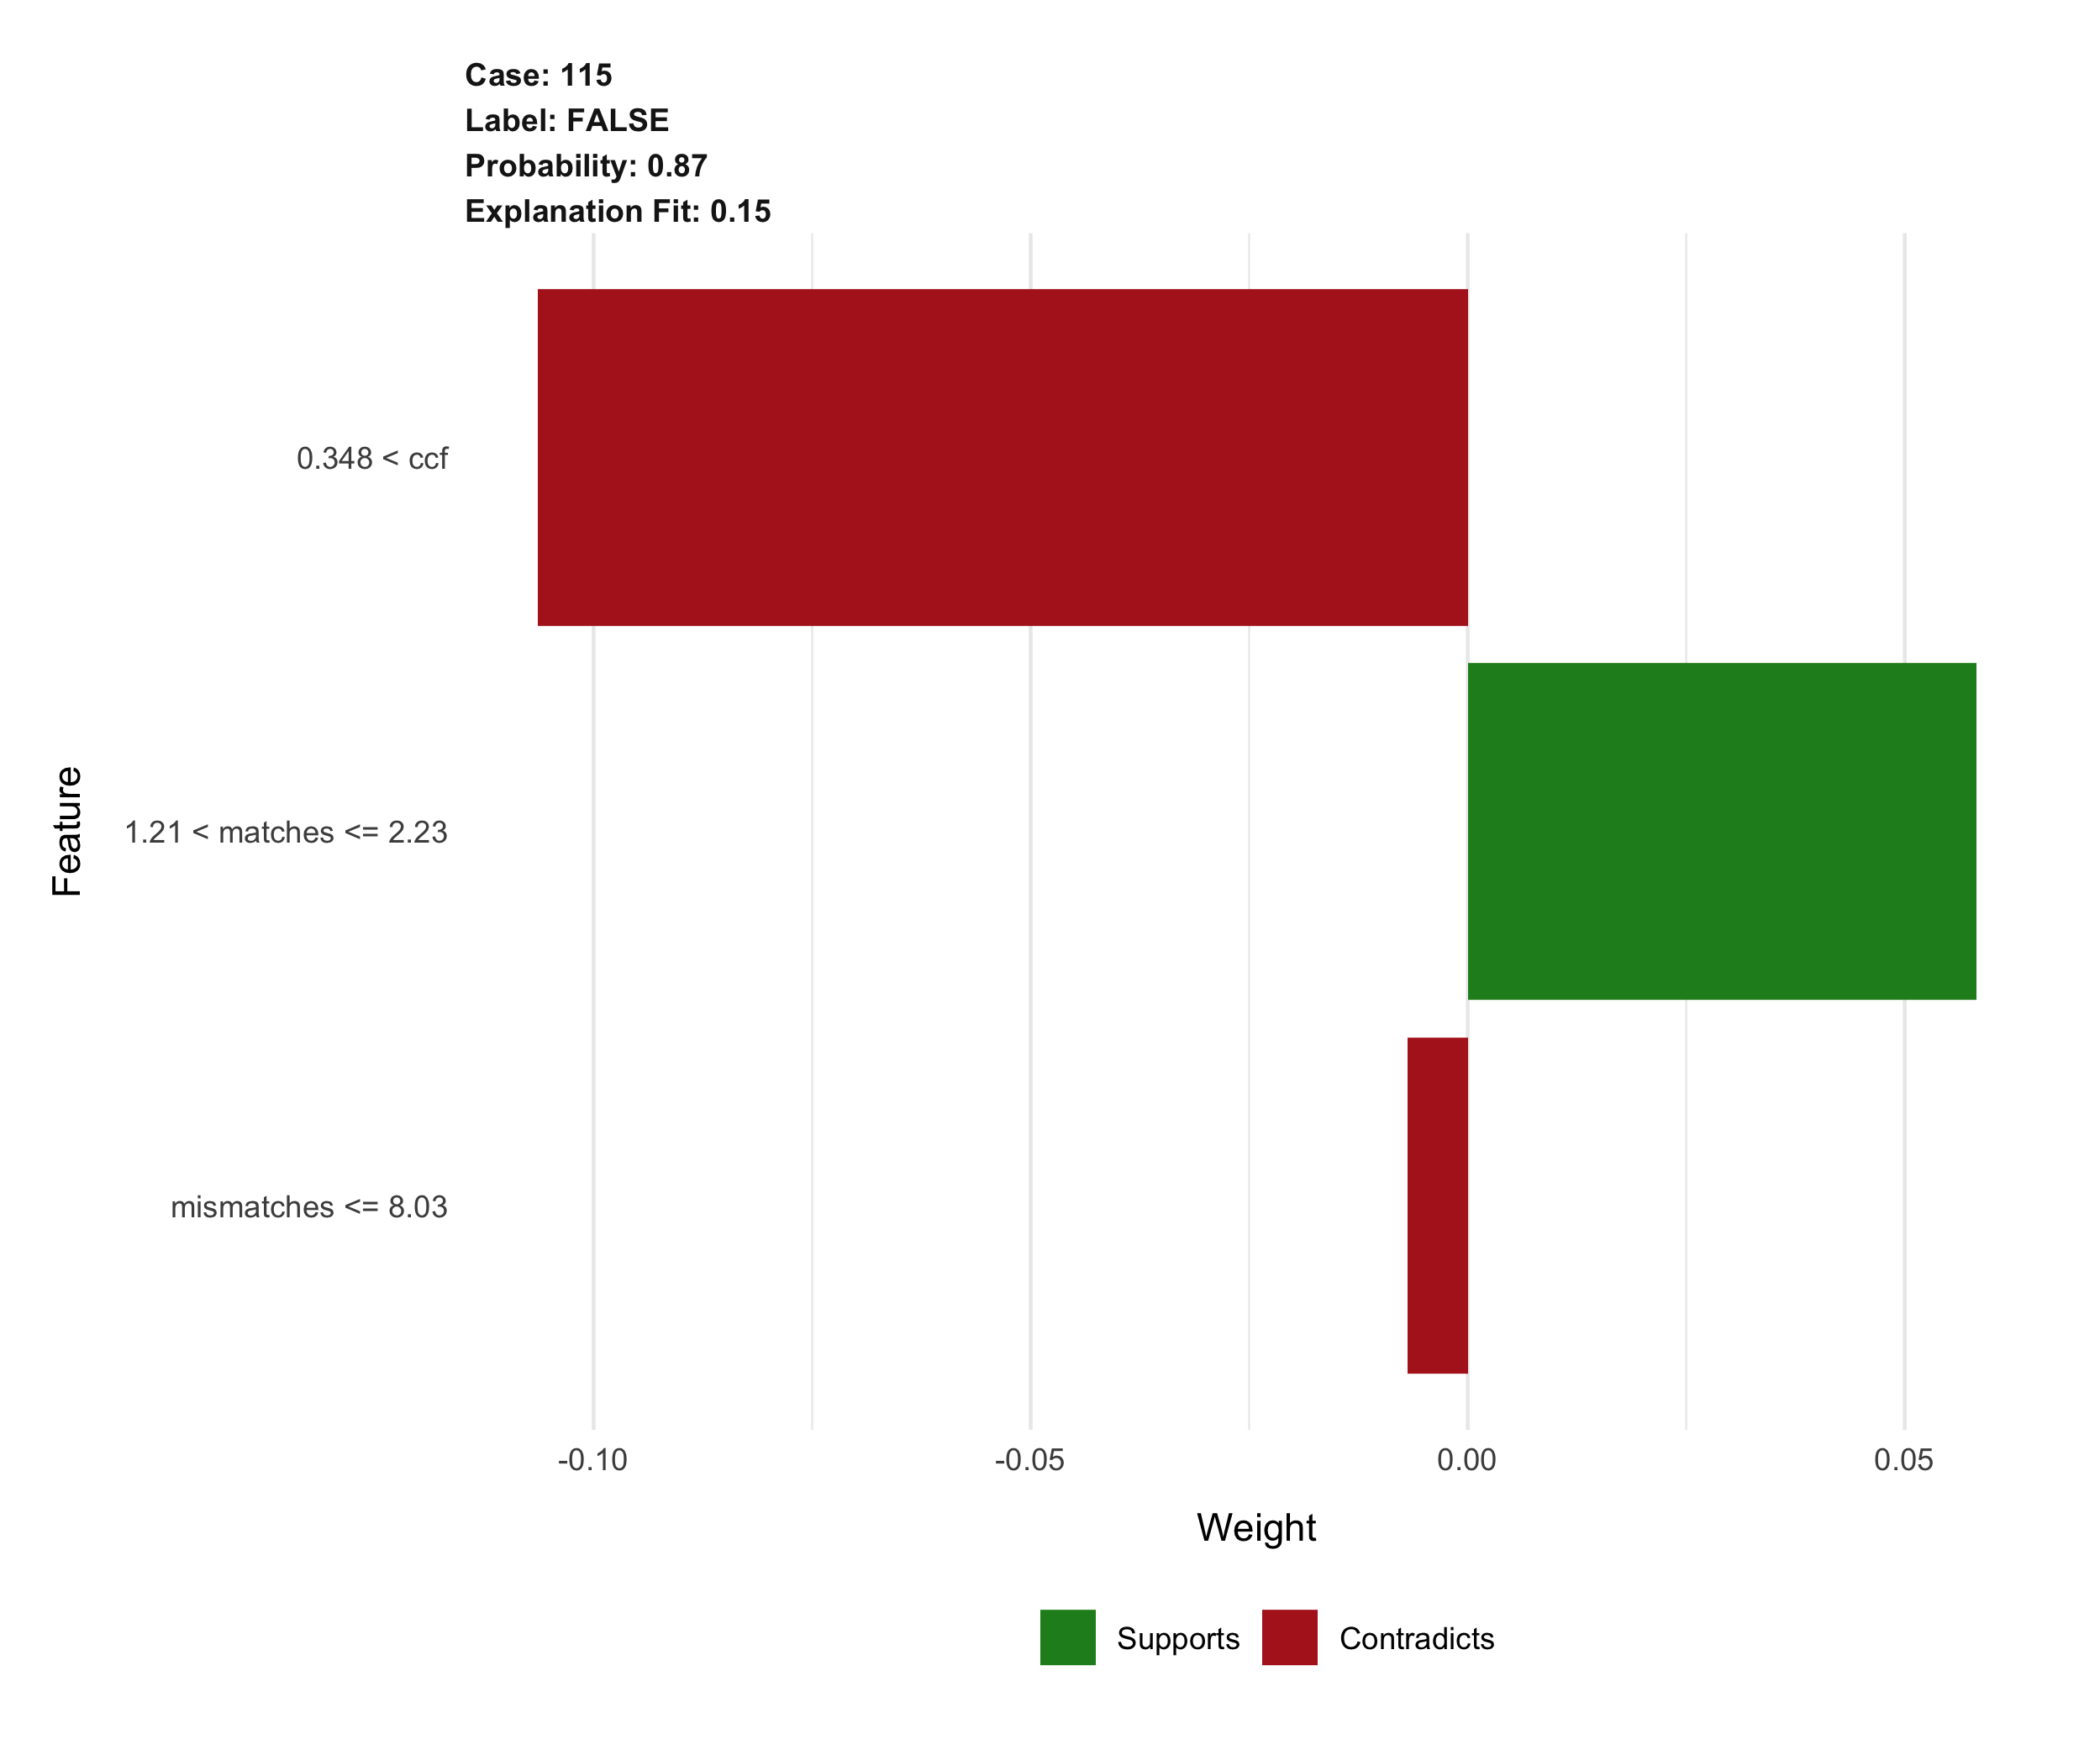 Case: 115
Label: FALSE
Probability: 0.87
Explanation Fit: 0.15
0.348 < ccf
1.21 < matches <= 2.23
mismatches <= 8.03
Feature
-0.10 -0.05 0.00 0.05
Weight
Supports Contradicts